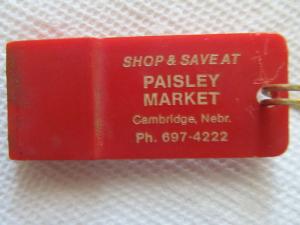 SHOP & SAVE AT
PAISLEY
MARKET
Cambridge, Nebr.
Ph. 697-4222